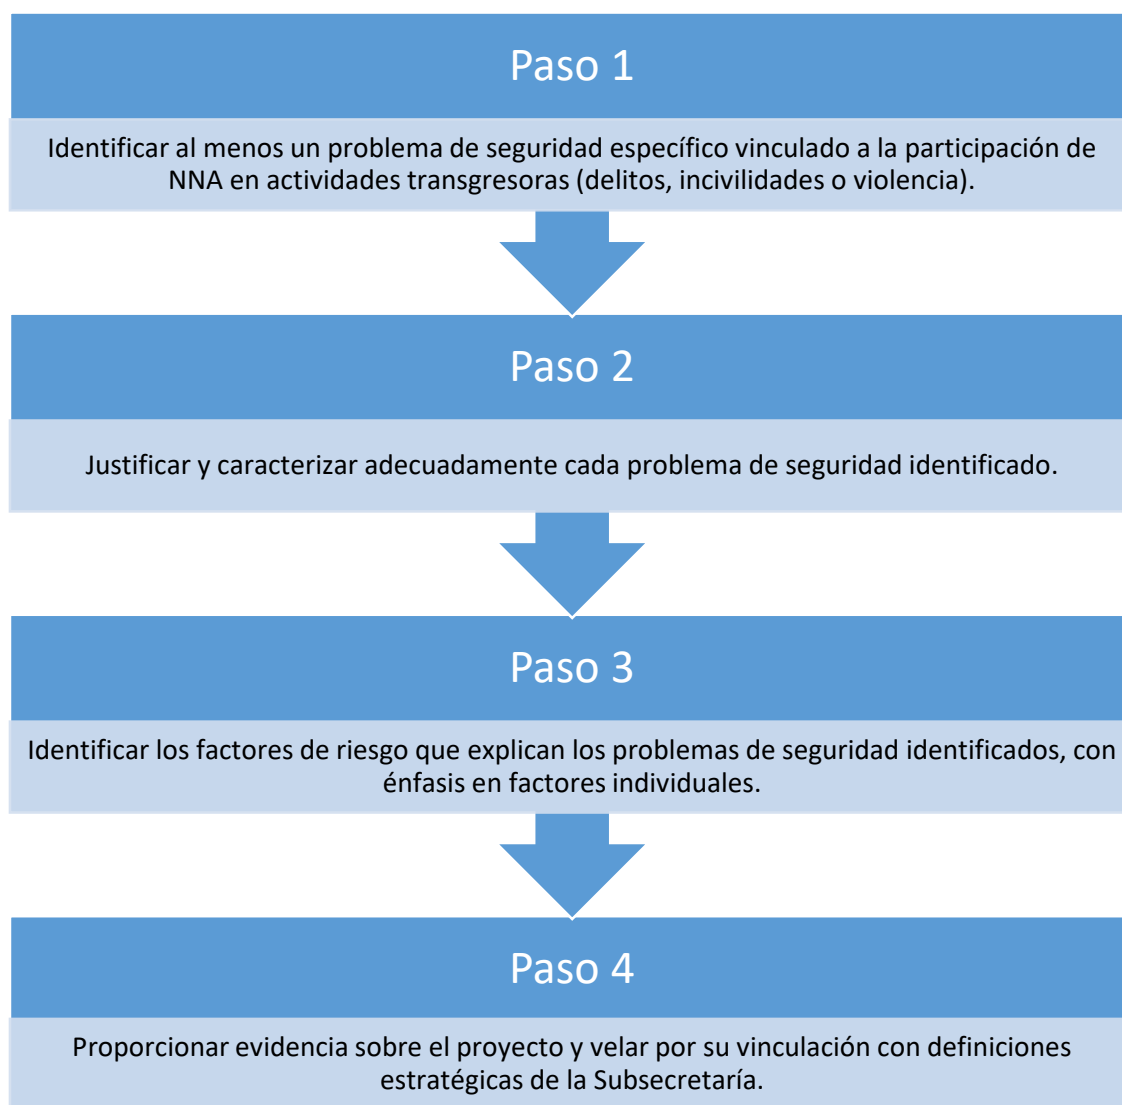 Paso 1
Identificar al menos un problema de seguridad específico vinculado a la participación de
NNA en actividades transgresoras (delitos, incivilidades o violencia).
Paso 2
Justificar y caracterizar adecuadamente cada problema de seguridad identificado.
Paso 3
Identificar los factores de riesgo que explican los problemas de seguridad identificados, con
énfasis en factores individuales.
Paso 4
Proporcionar evidencia sobre el proyecto y velar por su vinculación con definiciones
estratégicas de la Subsecretaría.